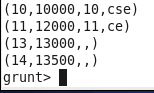 (10,10000,10,cse)
(11,12000,11,ce)
(13,13000,,)
(14,13500,,)
grunt>